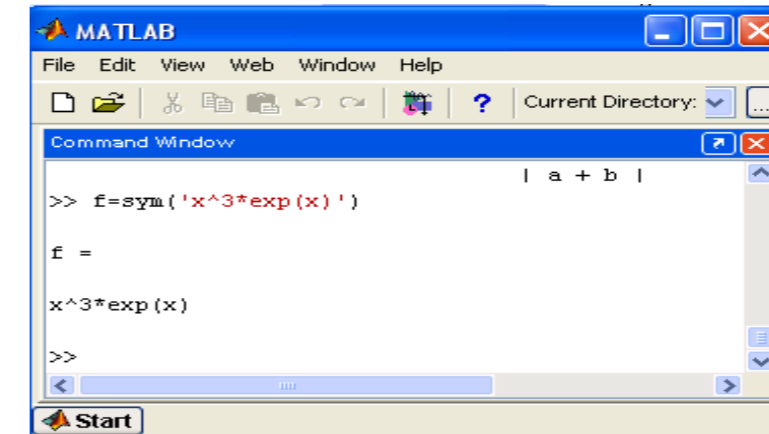 MATLAB
File Edit View Web Window Help
? Current Directory: ...
Command Window
| a + b |
>> f=sym('x^3*exp(x)')
f =
x^3*exp(x)
>>
Start